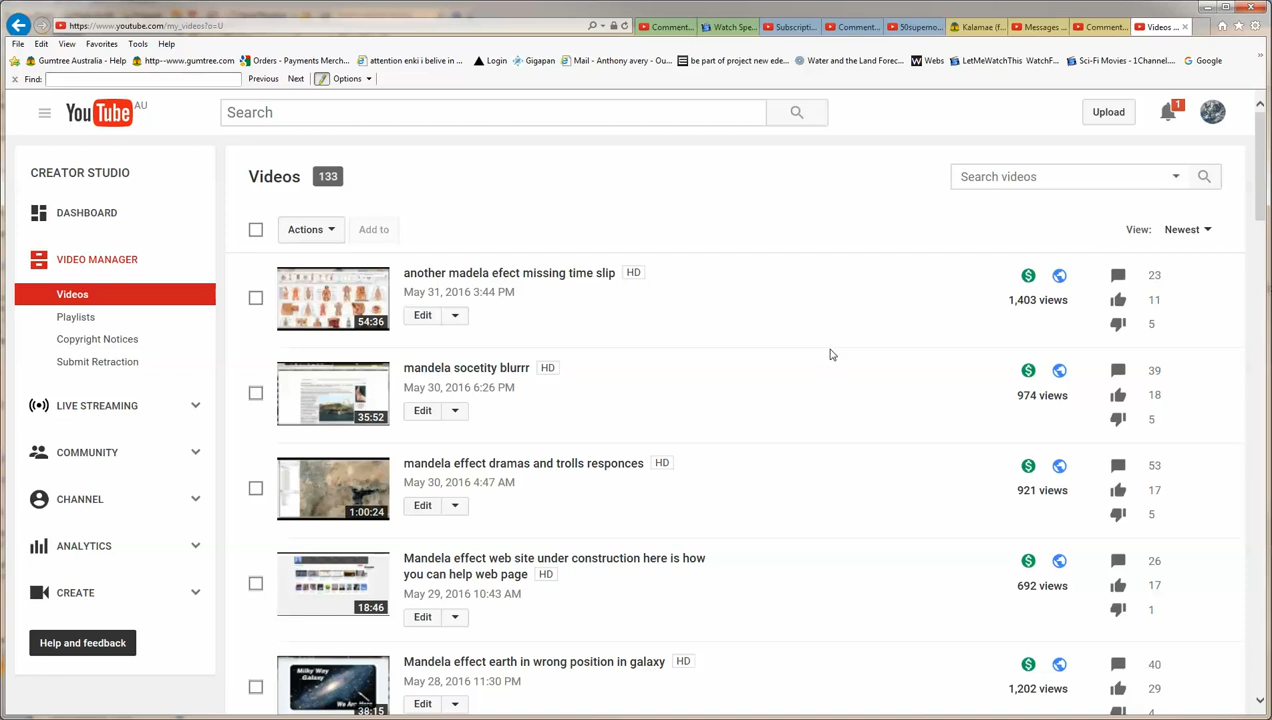 https://www.youtube.com/my_videos?o=U
Comment...
Watch Spe...
Subscripti...
Comment...
50superno...
Kalamae (f...
Messages ...
Comment...
Videos ...
File Edit View Favorites Tools Help
Gumtree Australia - Help
http--www.gumtree.com
Orders - Payments Merch...
attention enki i belive in ...
Login
Gigapan
Mail - Anthony avery - Ou...
be part of project new ede...
Water and the Land Forec...
Webs
LetMeWatchThis WatchF...
Sci-Fi Movies - 1Channel....
Google
Find: Previous Next Options
YouTube AU
Search
Upload
1
CREATOR STUDIO
DASHBOARD
VIDEO MANAGER
Videos
Playlists
Copyright Notices
Submit Retraction
LIVE STREAMING
COMMUNITY
CHANNEL
ANALYTICS
CREATE
Help and feedback
Videos 133
Search videos
Actions
Add to
View: Newest
another madela efect missing time slip HD
May 31, 2016 3:44 PM
Edit
54:36
1,403 views
23
11
5
mandela socetity blurrr HD
May 30, 2016 6:26 PM
Edit
35:52
974 views
39
18
5
mandela effect dramas and trolls responces HD
May 30, 2016 4:47 AM
Edit
1:00:24
921 views
53
17
5
Mandela effect web site under construction here is how
you can help web page HD
May 29, 2016 10:43 AM
Edit
18:46
692 views
26
17
1
Mandela effect earth in wrong position in galaxy HD
May 28, 2016 11:30 PM
Edit
Milky Way
Galaxy
We Are Here
38:15
1,202 views
40
29
4